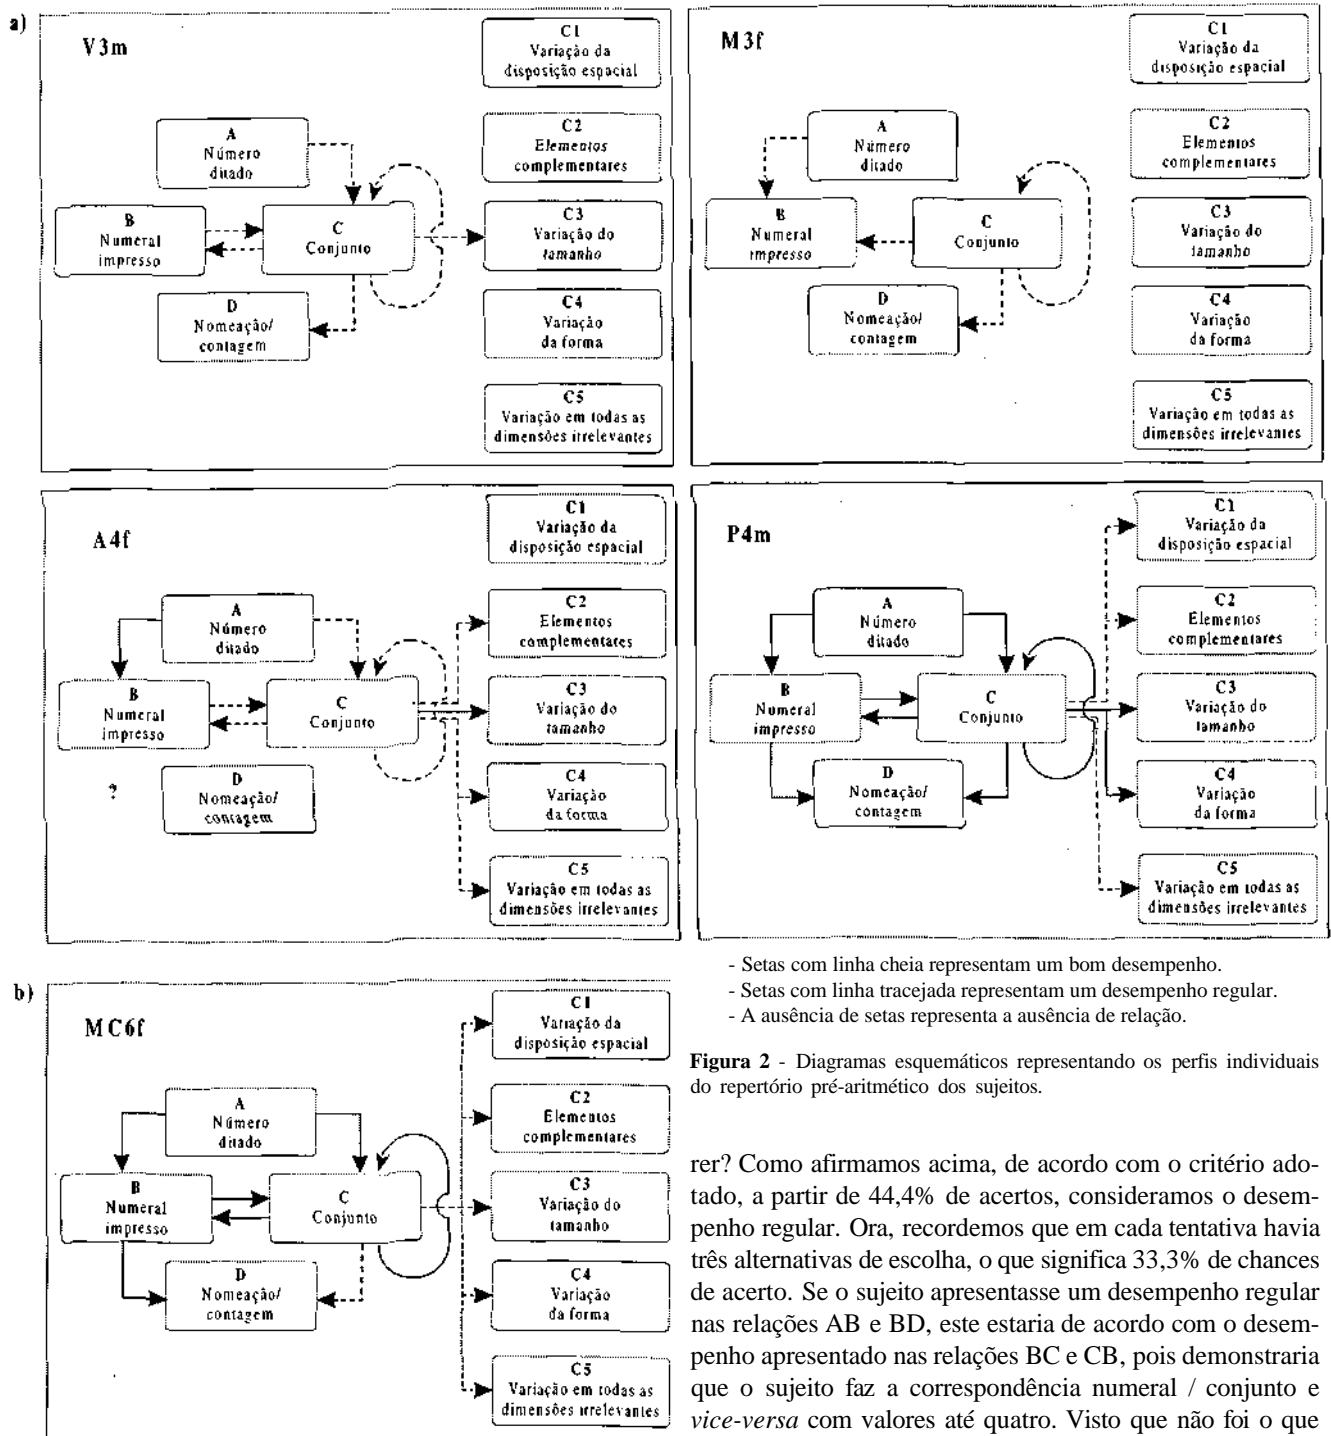 a)
V3m
A
Número
ditado
B
Numeral
impresso
C
Conjunto
D
Nomeação/
contagem
C1
Variação da
disposição espacial
C2
Elementos
complementares
C3
Variação do
tamanho
C4
Variação
da forma
C5
Variação em todas as
dimensões irrelevantes
M3f
A
Número
ditado
B
Numeral
impresso
C
Conjunto
D
Nomeação/
contagem
C1
Variação da
disposição espacial
C2
Elementos
complementares
C3
Variação do
tamanho
C4
Variação
da forma
C5
Variação em todas as
dimensões irrelevantes
A4f
A
Número
ditado
B
Numeral
impresso
?
C
Conjunto
D
Nomeação/
contagem
C1
Variação da
disposição espacial
C2
Elementos
complementares
C3
Variação do
tamanho
C4
Variação
da forma
C5
Variação em todas as
dimensões irrelevantes
P4m
A
Número
ditado
B
Numeral
impresso
C
Conjunto
D
Nomeação/
contagem
C1
Variação da
disposição espacial
C2
Elementos
complementares
C3
Variação do
tamanho
C4
Variação
da forma
C5
Variação em todas as
dimensões irrelevantes
b)
MC6f
A
Número
ditado
B
Numeral
impresso
C
Conjunto
D
Nomeação/
contagem
C1
Variação da
disposição espacial
C2
Elementos
complementares
C3
Variação do
tamanho
C4
Variação
da forma
C5
Variação em todas as
dimensões irrelevantes
- Setas com linha cheia representam um bom desempenho.
- Setas com linha tracejada representam um desempenho regular.
- A ausência de setas representa a ausência de relação.
Figura 2 - Diagramas esquemáticos representando os perfis individuais
do repertório pré-aritmético dos sujeitos.
rer? Como afirmamos acima, de acordo com o critério ado-
tado, a partir de 44,4% de acertos, consideramos o desem-
penho regular. Ora, recordemos que em cada tentativa havia
três alternativas de escolha, o que significa 33,3% de chances
de acerto. Se o sujeito apresentasse um desempenho regular
nas relações AB e BD, este estaria de acordo com o desem-
penho apresentado nas relações BC e CB, pois demonstraria
que o sujeito faz a correspondência numeral / conjunto e
vice-versa com valores até quatro. Visto que não foi o que